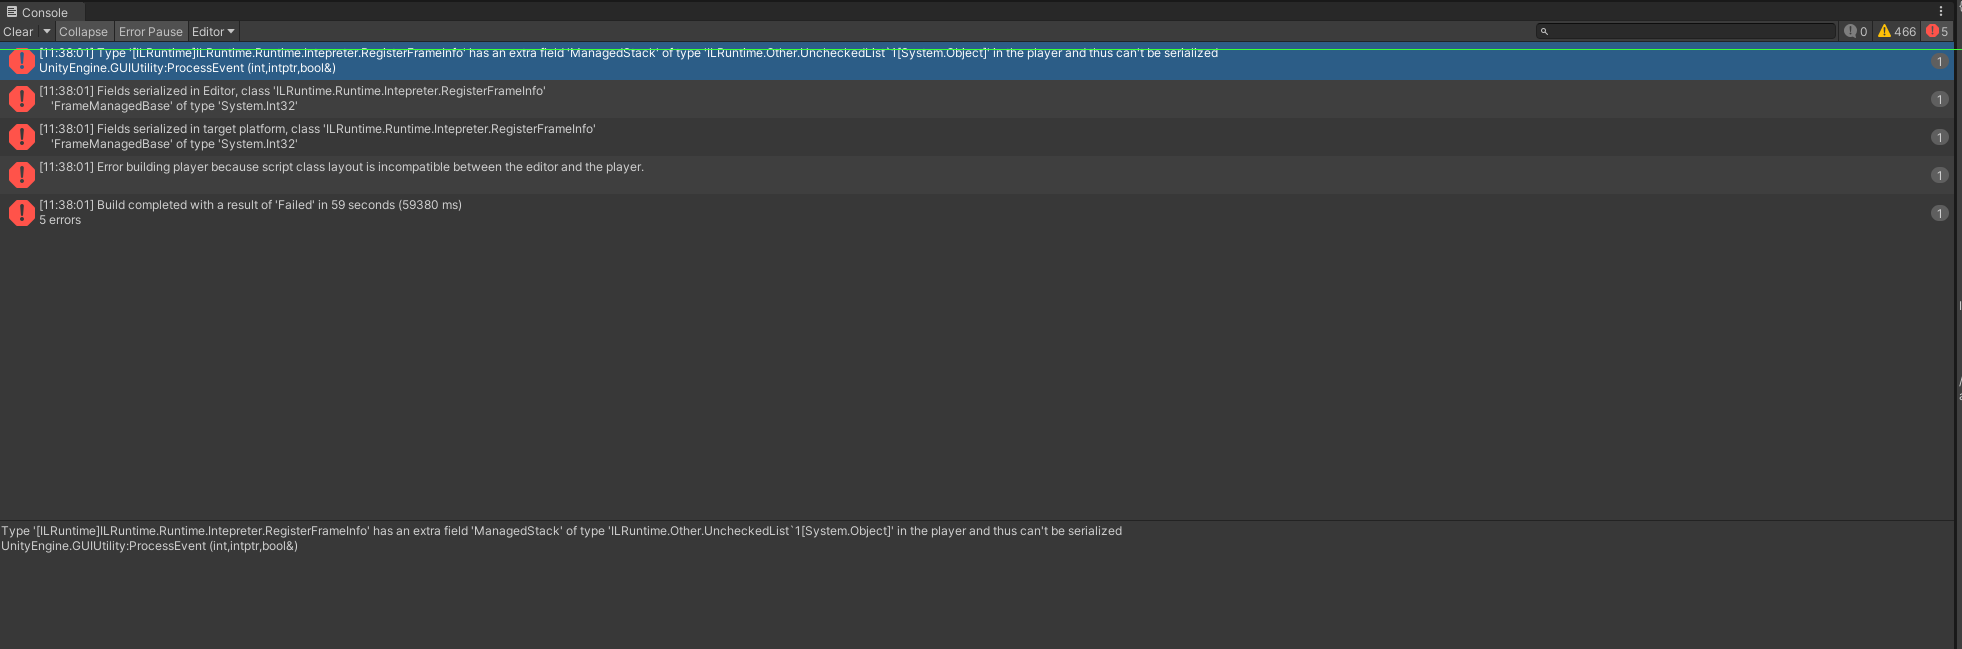 Console
Clear Collapse Error Pause Editor 0 466 5
[11:38:01] Type '[ILRuntime]ILRuntime.Runtime.Intepreter.RegisterFrameInfo' has an extra field 'ManagedStack' of type 'ILRuntime.Other.UncheckedList`1[System.Object]' in the player and thus can't be serialized
UnityEngine.GUIUtility:ProcessEvent (int,intptr,bool&)
1
[11:38:01] Fields serialized in Editor, class 'ILRuntime.Runtime.Intepreter.RegisterFrameInfo'
'FrameManagedBase' of type 'System.Int32'
1
[11:38:01] Fields serialized in target platform, class 'ILRuntime.Runtime.Intepreter.RegisterFrameInfo'
'FrameManagedBase' of type 'System.Int32'
1
[11:38:01] Error building player because script class layout is incompatible between the editor and the player.
1
[11:38:01] Build completed with a result of 'Failed' in 59 seconds (59380 ms)
5 errors
1
Type '[ILRuntime]ILRuntime.Runtime.Intepreter.RegisterFrameInfo' has an extra field 'ManagedStack' of type 'ILRuntime.Other.UncheckedList`1[System.Object]' in the player and thus can't be serialized
UnityEngine.GUIUtility:ProcessEvent (int,intptr,bool&)